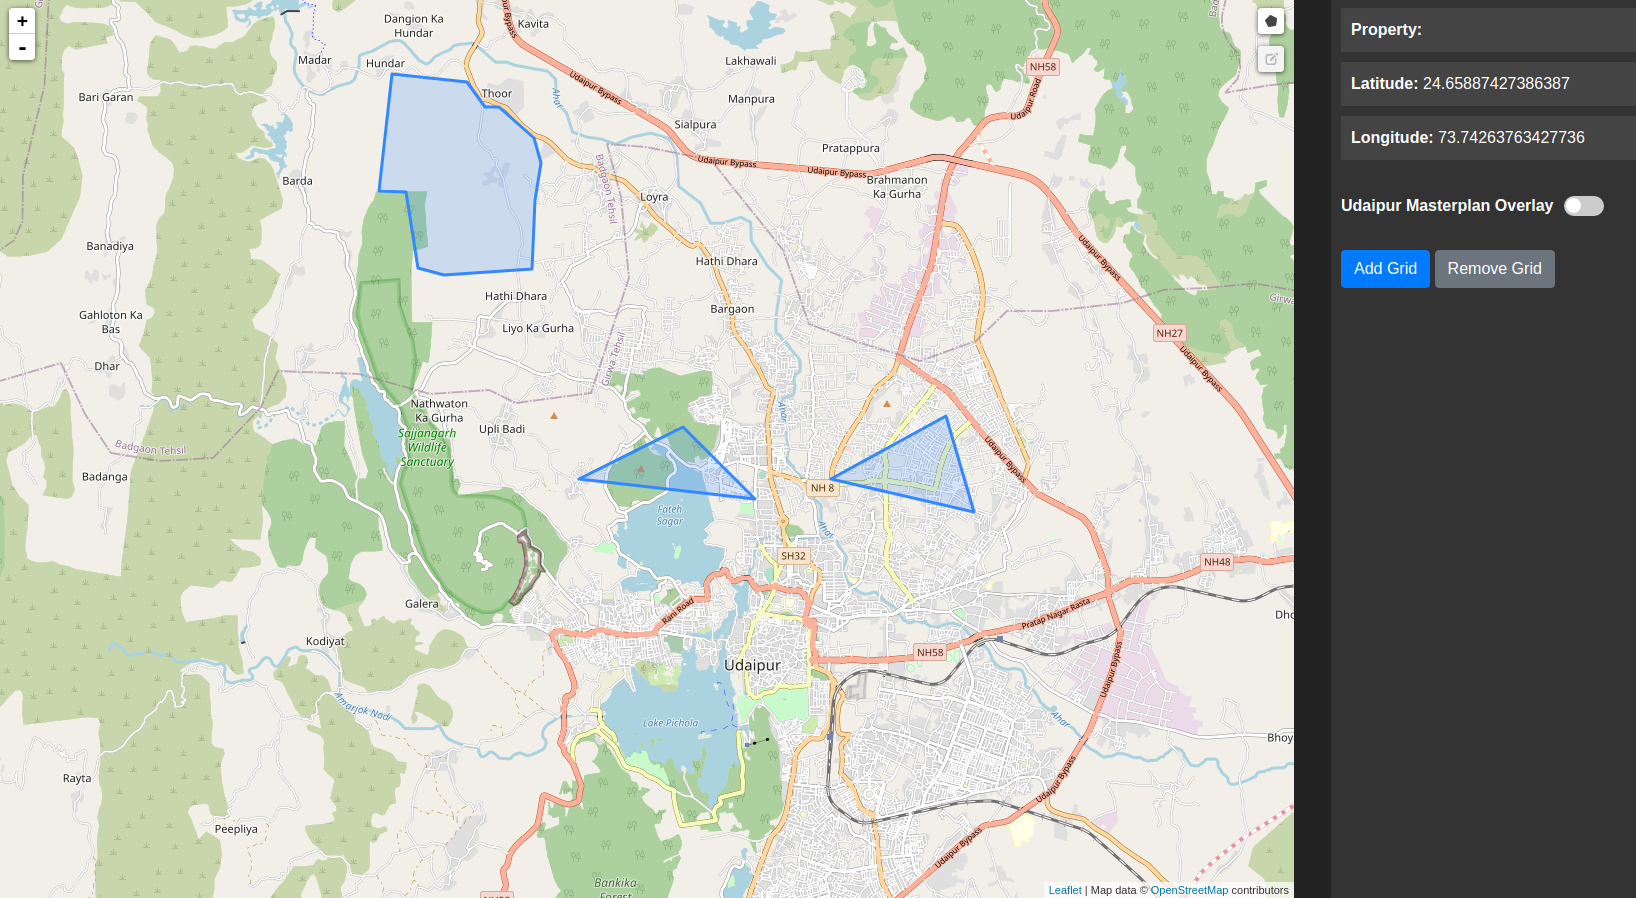 +
-
Dangion Ka
Hundar
Kavita
Udaipur Bypass
Madar
Hundar
Lakhawali
NH58
Udaipur Bypass
Bari Garan
Thoor
Ahar
Manpura
Udaipur Road
Sialpura
Pratappura
Udaipur Bypass
Udaipur Bypass
Barda
Badgaon Tehsil
Brahmanon
Ka Gurha
Loyra
Banadiya
Hathi Dhara
Udaipur Bypass
Hathi Dhara
Gahloton Ka
Bas
Liyo Ka Gurha
Bargaon
Girwa Tehsil
NH27
Dhar
Udaipur Bypass
Nathwaton
Ka Gurha
Ahar
Upli Badi
Sajjangarh
Wildlife
Sanctuary
Badgaon Tehsil
Udaipur Bypass
Badanga
NH 8
Fateh
Sagar
Ahar
SH32
NH48
Galera
Rani Road
Pratap Nagar Rasta
Kodiyat
NH58
Udaipur
Udaipur Bypass
Amarjok Nadi
Lake Pichola
Ahar
Rayta
Udaipur Bypass
Peepliya
Udaipur Bypass
Bankika
Forest
Leaflet | Map data © OpenStreetMap contributors
Property:
Latitude: 24.65887427386387
Longitude: 73.74263763427736
Udaipur Masterplan Overlay
Add Grid
Remove Grid